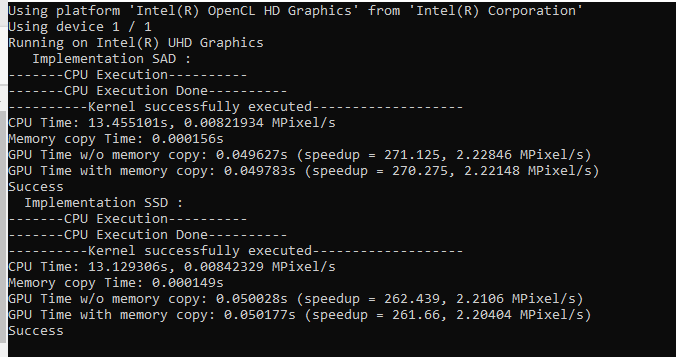 Using platform 'Intel(R) OpenCL HD Graphics' from 'Intel(R) Corporation'
Using device 1 / 1
Running on Intel(R) UHD Graphics
   Implementation SAD :
-------CPU Execution----------
-------CPU Execution Done----------
----------Kernel successfully executed-------------------
CPU Time: 13.455101s, 0.00821934 MPixel/s
Memory copy Time: 0.000156s
GPU Time w/o memory copy: 0.049627s (speedup = 271.125, 2.22846 MPixel/s)
GPU Time with memory copy: 0.049783s (speedup = 270.275, 2.22148 MPixel/s)
Success
  Implementation SSD :
-------CPU Execution----------
-------CPU Execution Done----------
----------Kernel successfully executed-------------------
CPU Time: 13.129306s, 0.00842329 MPixel/s
Memory copy Time: 0.000149s
GPU Time w/o memory copy: 0.050028s (speedup = 262.439, 2.2106 MPixel/s)
GPU Time with memory copy: 0.050177s (speedup = 261.66, 2.20404 MPixel/s)
Success